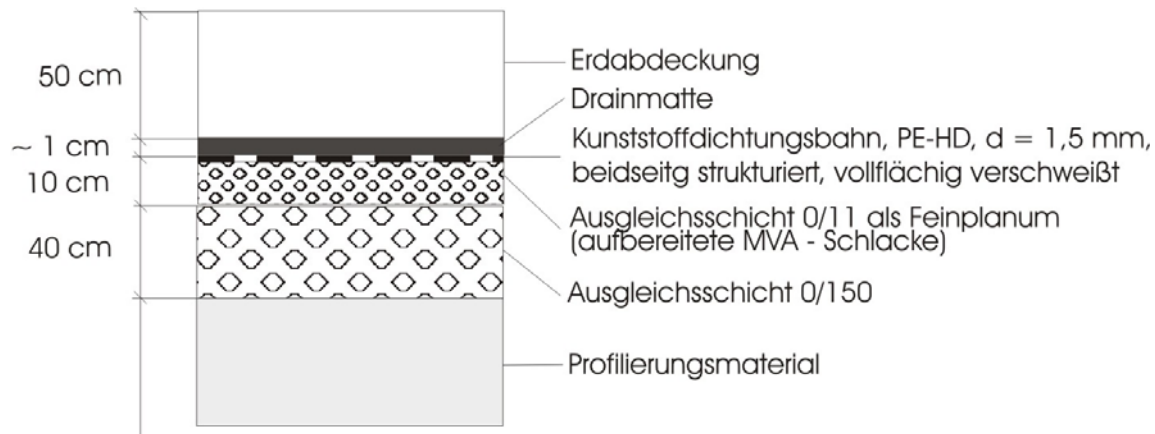 50 cm
~ 1 cm
10 cm
40 cm
Erdabdeckung
Drainmatte
Kunststoffdichtungsbahn, PE-HD, d = 1,5 mm,
beidseitg strukturiert, vollflächig verschweißt
Ausgleichsschicht 0/11 als Feinplanum
(aufbereitete MVA - Schlacke)
Ausgleichsschicht 0/150
Profilierungsmaterial